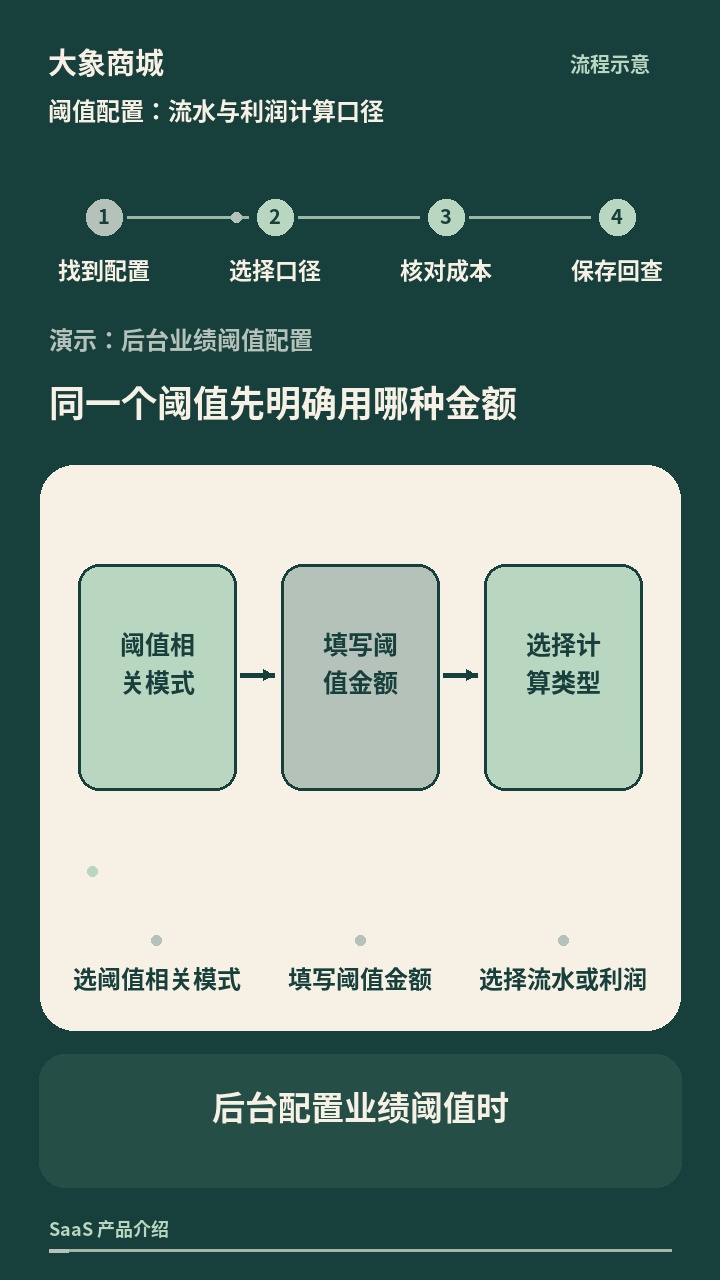 大象商城
流程示意
阈值配置：流水与利润计算口径
1
2
3
4
找到配置
选择口径
核对成本
保存回查
演示：后台业绩阈值配置
同一个阈值先明确用哪种金额
阈值相
关模式
填写阈
值金额
选择计
算类型
选阈值相关模式
填写阈值金额
选择流水或利润
后台配置业绩阈值时
SaaS 产品介绍